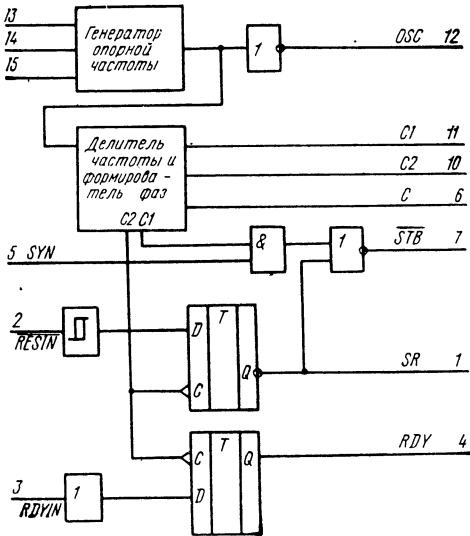 13
14
15
Генератор
опорной
частоты
1
OSC 12
Делитель
частоты и
формирова-
тель фаз
C2 C1
C1 11
C2 10
C 6
5 SYN
&
1
STB 7
2
RESIN
D T
C
Q
SR 1
3
RDYIN
1
C T Q
D
RDY 4